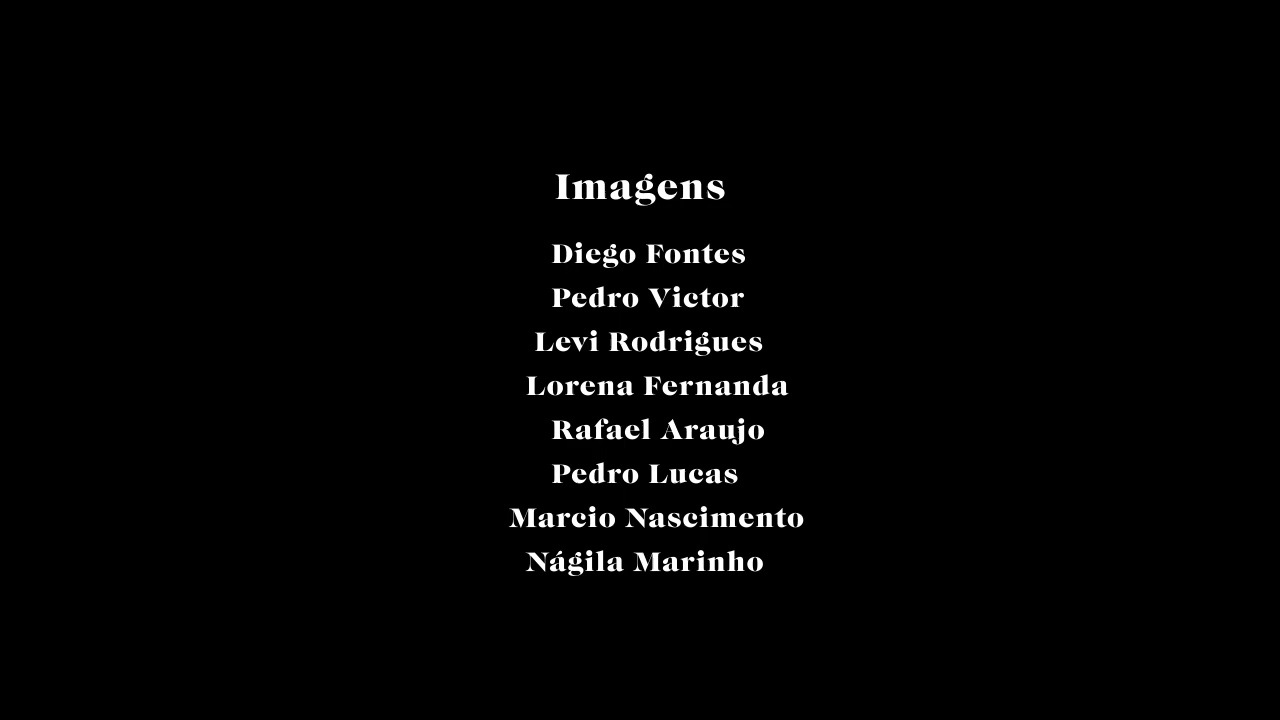 Imagens
Diego Fontes
Pedro Victor
Levi Rodrigues
Lorena Fernanda
Rafael Araujo
Pedro Lucas
Marcio Nascimento
Nágila Marinho